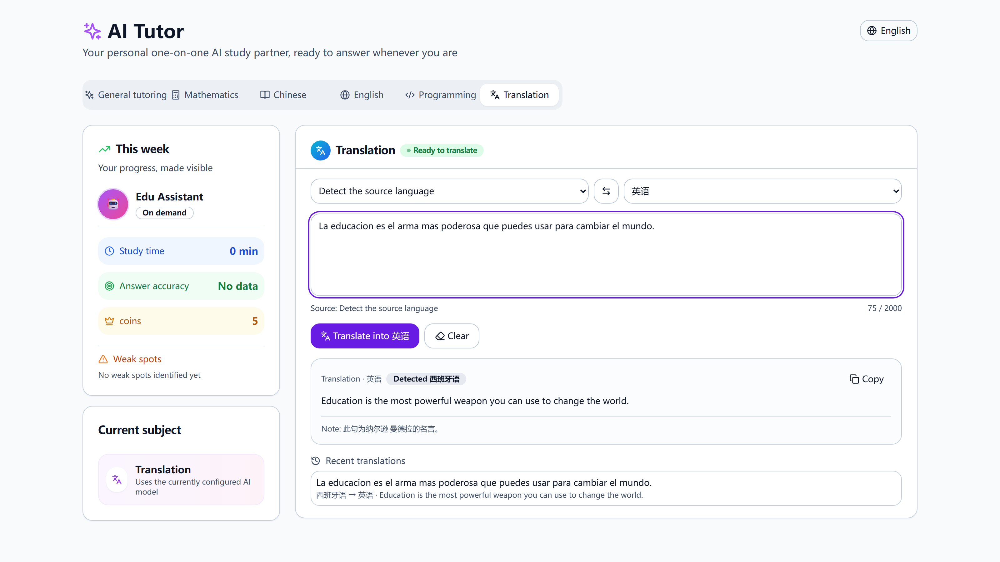 AI Tutor
English
Your personal one-on-one AI study partner, ready to answer whenever you are
General tutoring
Mathematics
Chinese
English
Programming
Translation
This week
Your progress, made visible
Edu Assistant
On demand
Study time
0 min
Answer accuracy
No data
coins
5
Weak spots
No weak spots identified yet
Current subject
Translation
Uses the currently configured AI
model
Translation
Ready to translate
Detect the source language
英语
La educacion es el arma mas poderosa que puedes usar para cambiar el mundo.
Source: Detect the source language
75 / 2000
Translate into 英语
Clear
Translation · 英语
Detected 西班牙语
Copy
Education is the most powerful weapon you can use to change the world.
Note: 此句为纳尔逊·曼德拉的名言。
Recent translations
La educacion es el arma mas poderosa que puedes usar para cambiar el mundo.
西班牙语 → 英语 · Education is the most powerful weapon you can use to change the world.